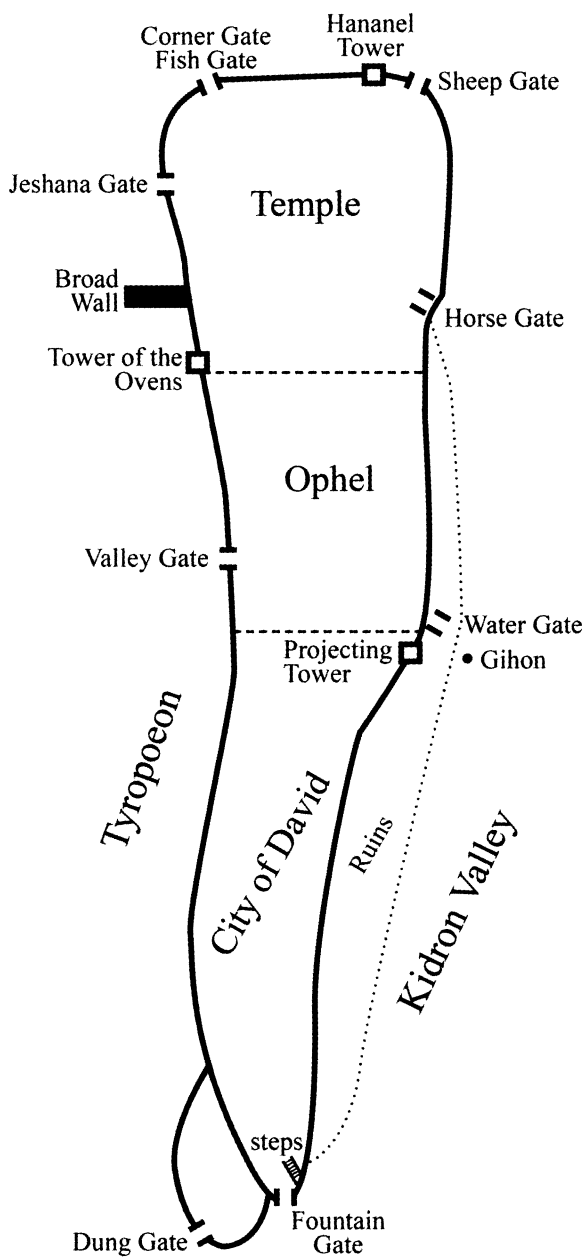 Corner Gate
Fish Gate
Hananel
Tower
Sheep Gate
Jeshana Gate
Temple
Broad
Wall
Horse Gate
Tower of the
Ovens
Ophel
Valley Gate
Water Gate
Projecting
Tower
Gihon
Tyropoeon
City of David
Ruins
Kidron Valley
steps
Fountain
Gate
Dung Gate